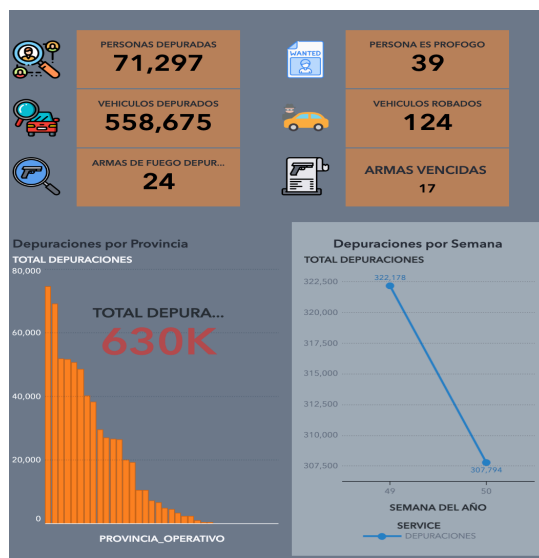 PERSONAS DEPURADAS
71,297
PERSONA ES PROFOGO
39
WANTED
VEHICULOS DEPURADOS
558,675
VEHICULOS ROBADOS
124
ARMAS DE FUEGO DEPUR...
24
ARMAS VENCIDAS
17
Depuraciones por Provincia
TOTAL DEPURACIONES
80,000
60,000
40,000
20,000
0
TOTAL DEPURA...
630K
PROVINCIA_OPERATIVO
Depuraciones por Semana
TOTAL DEPURACIONES
322,500
320,000
317,500
315,000
312,500
310,000
307,500
322,178
307,794
49
50
SEMANA DEL AÑO
SERVICE
DEPURACIONES